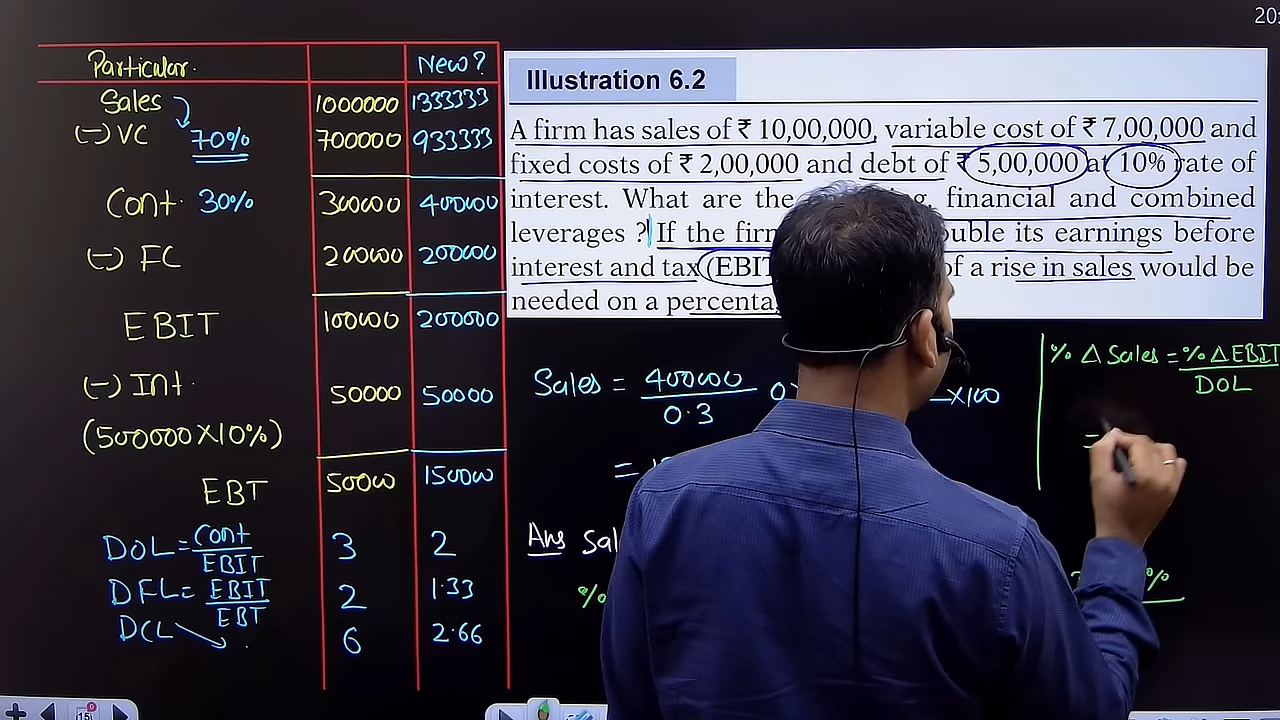 20:
Particular. New?
Sales 1000000 1333333
(-) VC 70% 700000 933333
Cont. 30% 300000 400000
(-) FC 200000 200000
EBIT 100000 200000
(-) Int. 50000 50000
(500000X10%)
EBT 50000 150000
DOL = Cont / EBIT 3 2
DFL = EBIT / EBT 2 1.33
DCL 6 2.66
Illustration 6.2
A firm has sales of ₹ 10,00,000, variable cost of ₹ 7,00,000 and
fixed costs of ₹ 2,00,000 and debt of ₹ 5,00,000 at 10% rate of
interest. What are the financial and combined
leverages ? If the firm its earnings before
interest and tax (EBIT of a rise in sales would be
needed on a
Sales = 400000 / 0.3
X100
=
Ans
%
% Δ Sales = % Δ EBIT / DOL
=
%
15